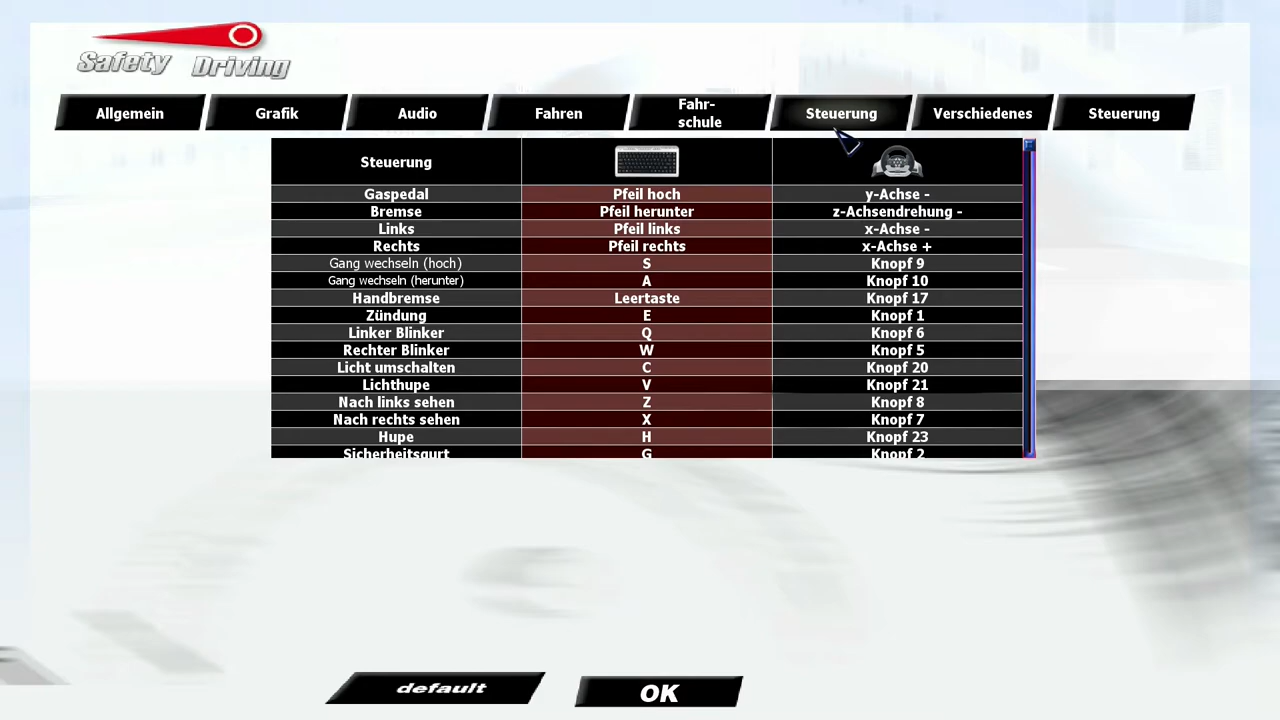 Safety Driving
Allgemein Grafik Audio Fahren Fahr-
schule Steuerung Verschiedenes Steuerung
Steuerung
Gaspedal Pfeil hoch y-Achse -
Bremse Pfeil herunter z-Achsendrehung -
Links Pfeil links x-Achse -
Rechts Pfeil rechts x-Achse +
Gang wechseln (hoch) S Knopf 9
Gang wechseln (herunter) A Knopf 10
Handbremse Leertaste Knopf 17
Zündung E Knopf 1
Linker Blinker Q Knopf 6
Rechter Blinker W Knopf 5
Licht umschalten C Knopf 20
Lichthupe V Knopf 21
Nach links sehen Z Knopf 8
Nach rechts sehen X Knopf 7
Hupe H Knopf 23
Sicherheitsgurt G Knopf 2
default OK